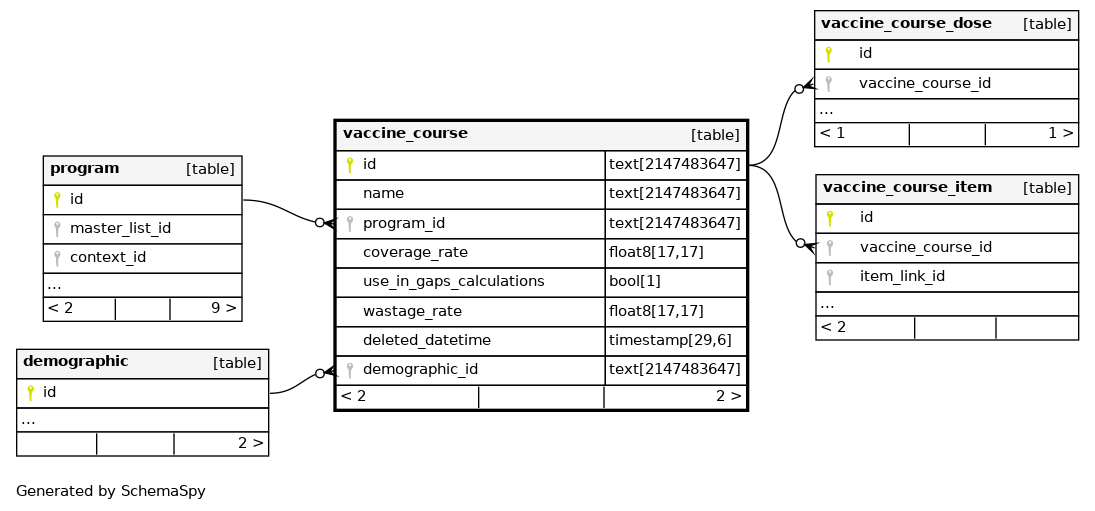 vaccine_course_dose [table]
id
vaccine_course_id
...
< 1 1 >
vaccine_course [table]
id text[2147483647]
name text[2147483647]
program_id text[2147483647]
coverage_rate float8[17,17]
use_in_gaps_calculations bool[1]
wastage_rate float8[17,17]
deleted_datetime timestamp[29,6]
demographic_id text[2147483647]
< 2 2 >
program [table]
id
master_list_id
context_id
...
< 2 9 >
vaccine_course_item [table]
id
vaccine_course_id
item_link_id
...
< 2
demographic [table]
id
...
2 >
Generated by SchemaSpy